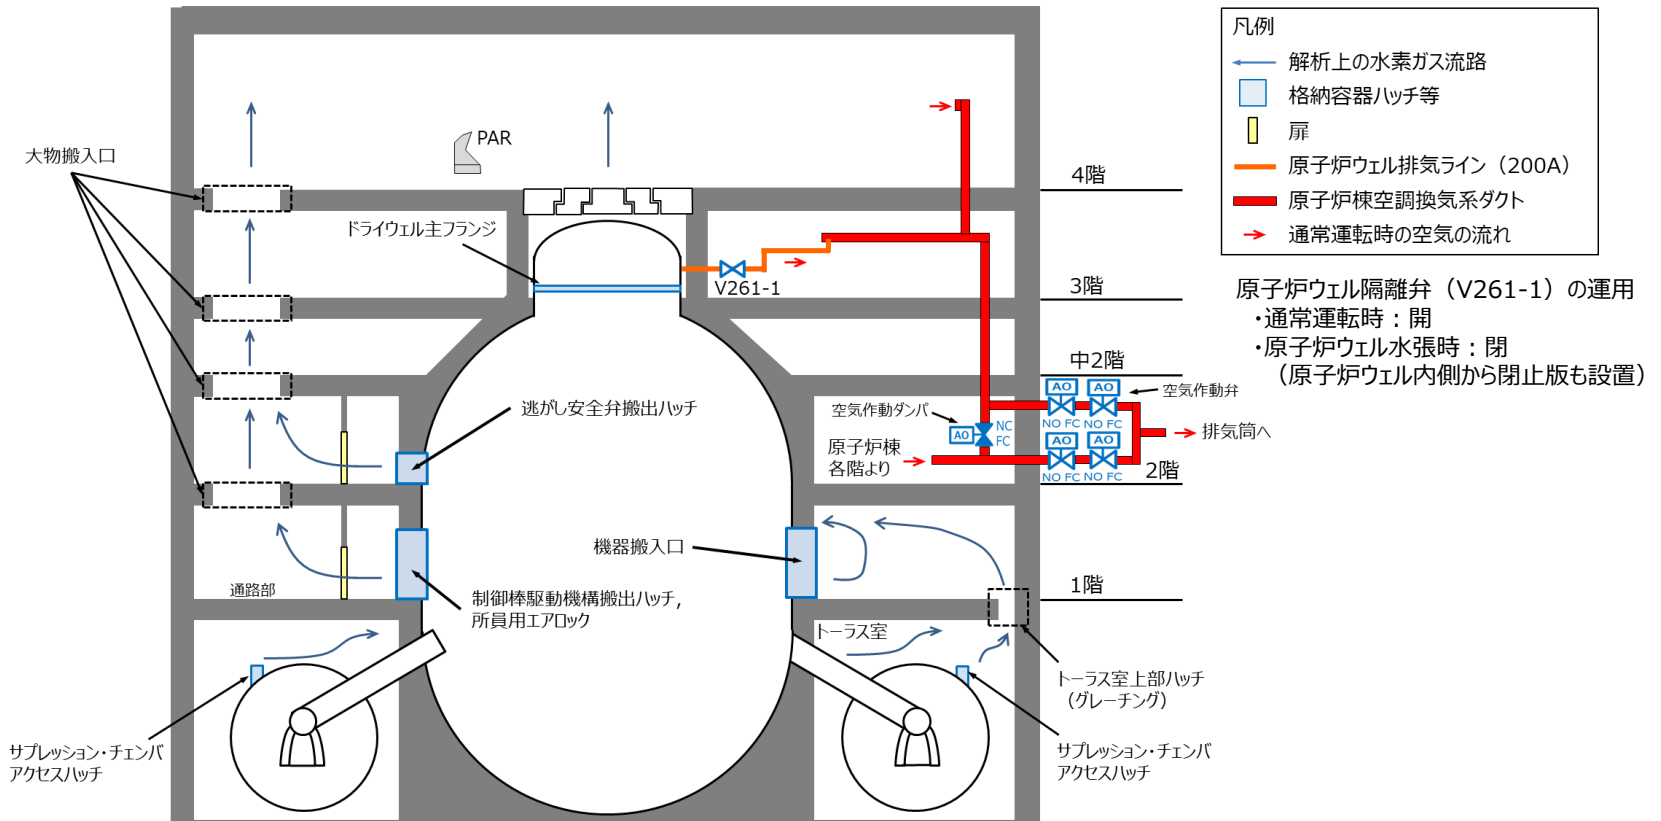 凡例
解析上の水素ガス流路
格納容器ハッチ等
扉
原子炉ウェル排気ライン（200A）
原子炉棟空調換気系ダクト
通常運転時の空気の流れ
原子炉ウェル隔離弁（V261-1）の運用
・通常運転時：開
・原子炉ウェル水張時：閉
（原子炉ウェル内側から閉止版も設置）
PAR
大物搬入口
4階
ドライウェル主フランジ
V261-1
3階
中2階
AO
AO
空気作動弁
逃がし安全弁搬出ハッチ
空気作動ダンパ
NO FC
NO FC
AO
NC
FC
排気筒へ
AO
AO
原子炉棟
各階より
NO FC
NO FC
2階
機器搬入口
通路部
制御棒駆動機構搬出ハッチ，
所員用エアロック
1階
トーラス室
トーラス室上部ハッチ
（グレーチング）
サプレッション・チェンバ
アクセスハッチ
サプレッション・チェンバ
アクセスハッチ